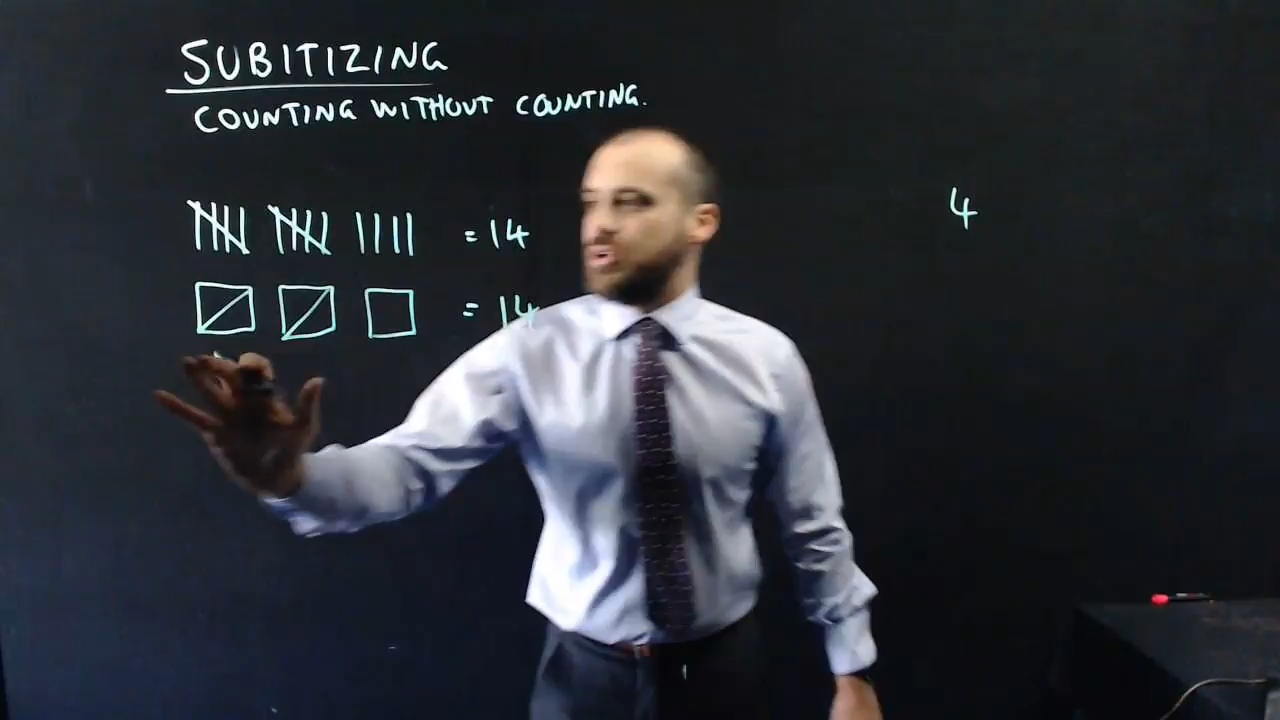 SUBITIZING
COUNTING WITHOUT COUNTING.
= 14
4
= 14